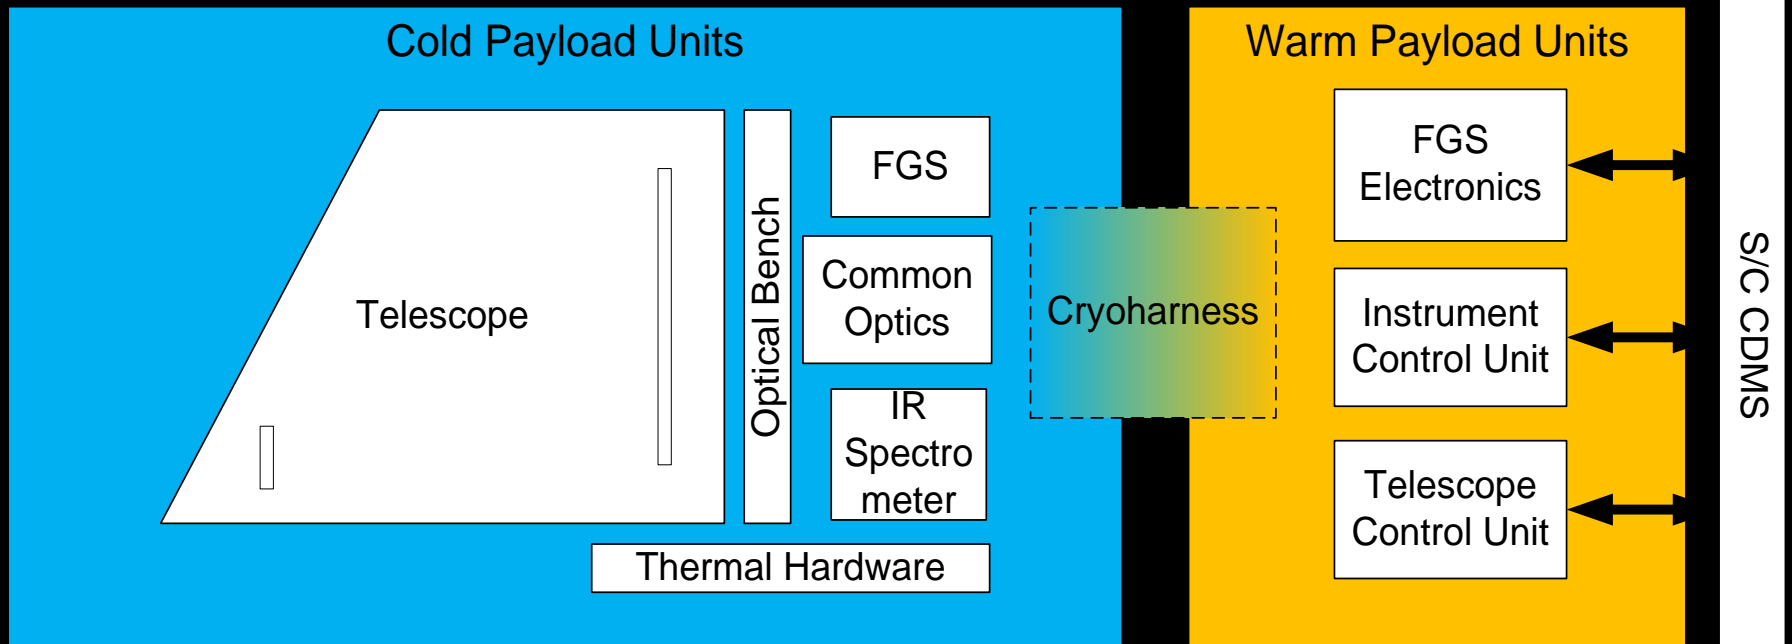 Cold Payload Units
Warm Payload Units
Telescope
Optical Bench
FGS
Common
Optics
IR
Spectro
meter
Thermal Hardware
Cryoharness
FGS
Electronics
Instrument
Control Unit
Telescope
Control Unit
S/C CDMS